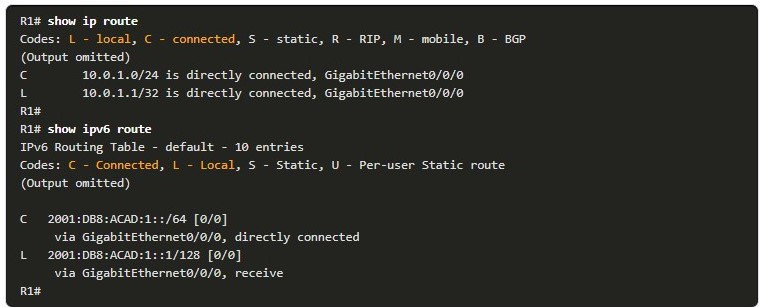 R1# show ip route
Codes: L - local, C - connected, S - static, R - RIP, M - mobile, B - BGP
(Output omitted)
C        10.0.1.0/24 is directly connected, GigabitEthernet0/0/0
L        10.0.1.1/32 is directly connected, GigabitEthernet0/0/0
R1#
R1# show ipv6 route
IPv6 Routing Table - default - 10 entries
Codes: C - Connected, L - Local, S - Static, U - Per-user Static route
(Output omitted)
C   2001:DB8:ACAD:1::/64 [0/0]
     via GigabitEthernet0/0/0, directly connected
L   2001:DB8:ACAD:1::1/128 [0/0]
     via GigabitEthernet0/0/0, receive
R1#